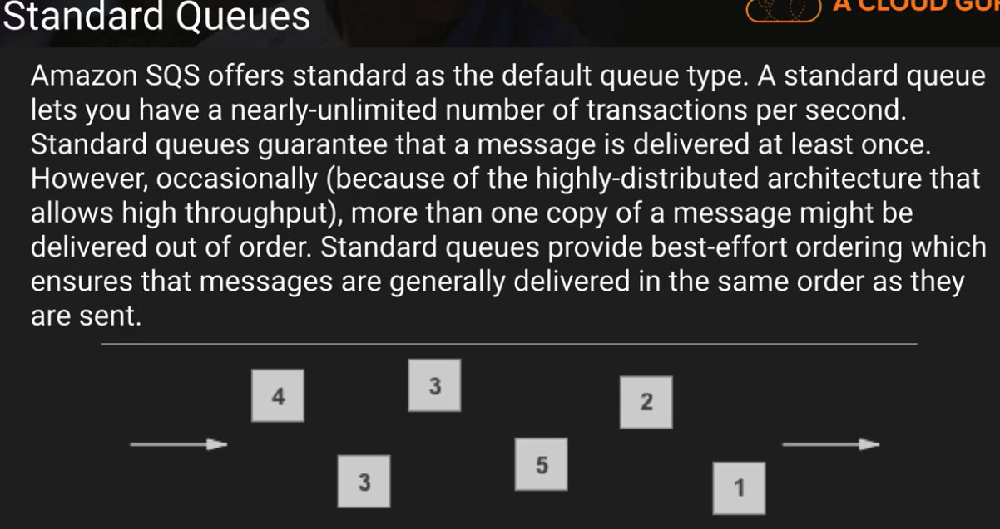 Standard Queues
A CLOUD
Amazon SQS offers standard as the default queue type. A standard queue
lets you have a nearly-unlimited number of transactions per second.
Standard queues guarantee that a message is delivered at least once.
However, occasionally (because of the highly-distributed architecture that
allows high throughput), more than one copy of a message might be
delivered out of order. Standard queues provide best-effort ordering which
ensures that messages are generally delivered in the same order as they
are sent.
4
3
2
3
5
1